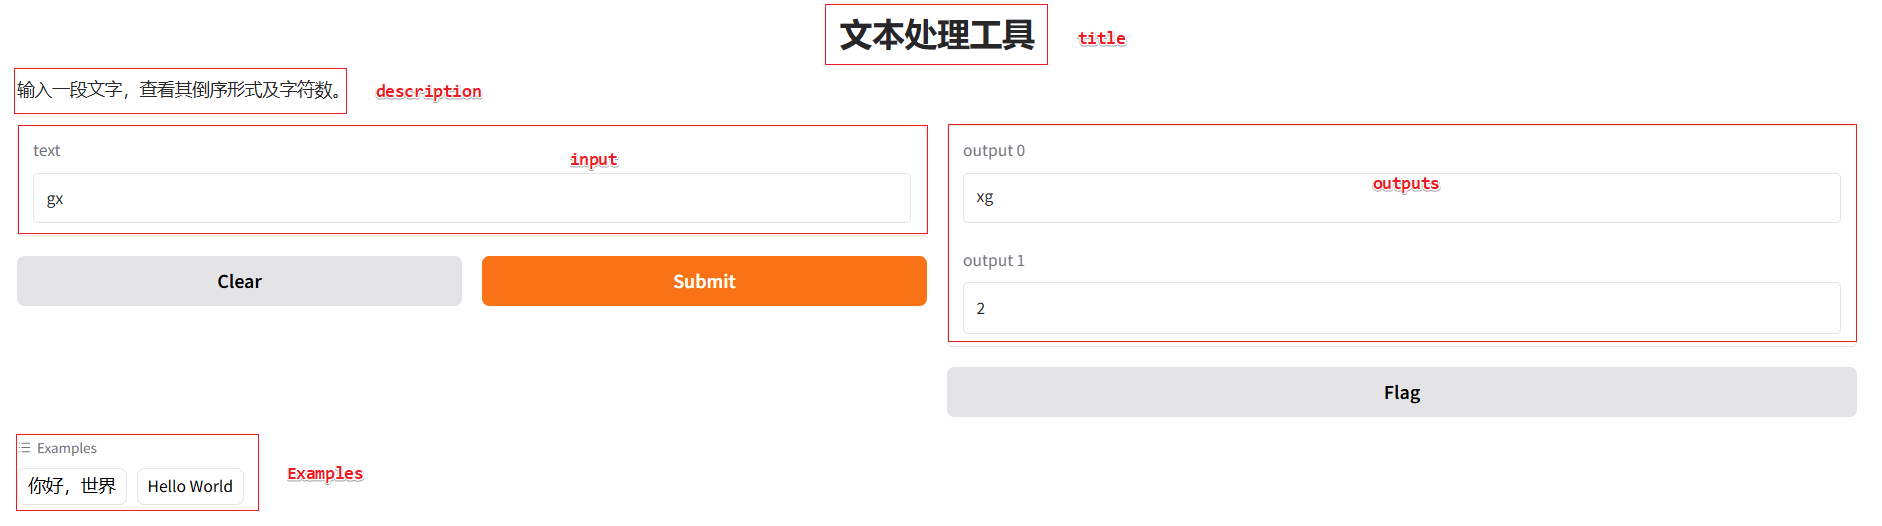 文本处理工具
title
输入一段文字，查看其倒序形式及字符数。
description
text
input
gx
output 0
outputs
xg
output 1
2
Clear
Submit
Flag
Examples
你好，世界
Hello World
Examples